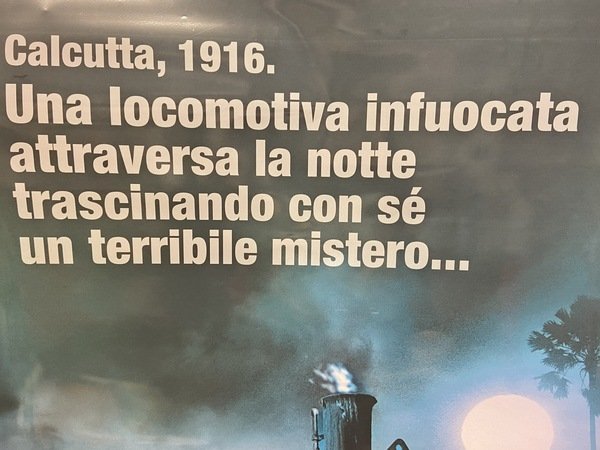 Calcutta, 1916.
Una locomotiva infuocata
attraversa la notte
trascinando con sé
un terribile mistero...